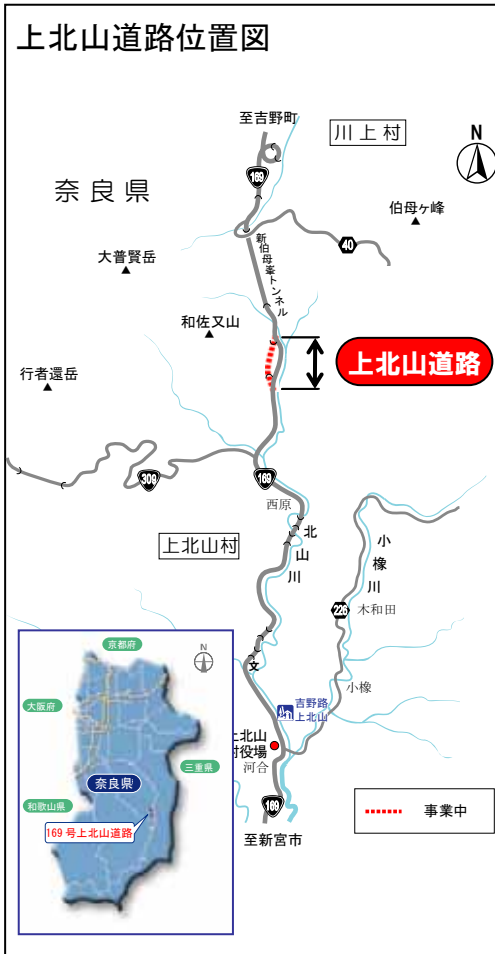 上北山道路位置図
至吉野町
川上村
N
169
奈良県
伯母ヶ峰
40
大普賢岳
新伯母峯トンネル
和佐又山
上北山道路
行者還岳
309
169
西原
北山川
小橡川
上北山村
226
木和田
小橡
文
吉野路
上北山
上北山
村役場
河合
169
至新宮市
事業中
京都府
N
大阪府
三重県
奈良県
和歌山県
169号上北山道路